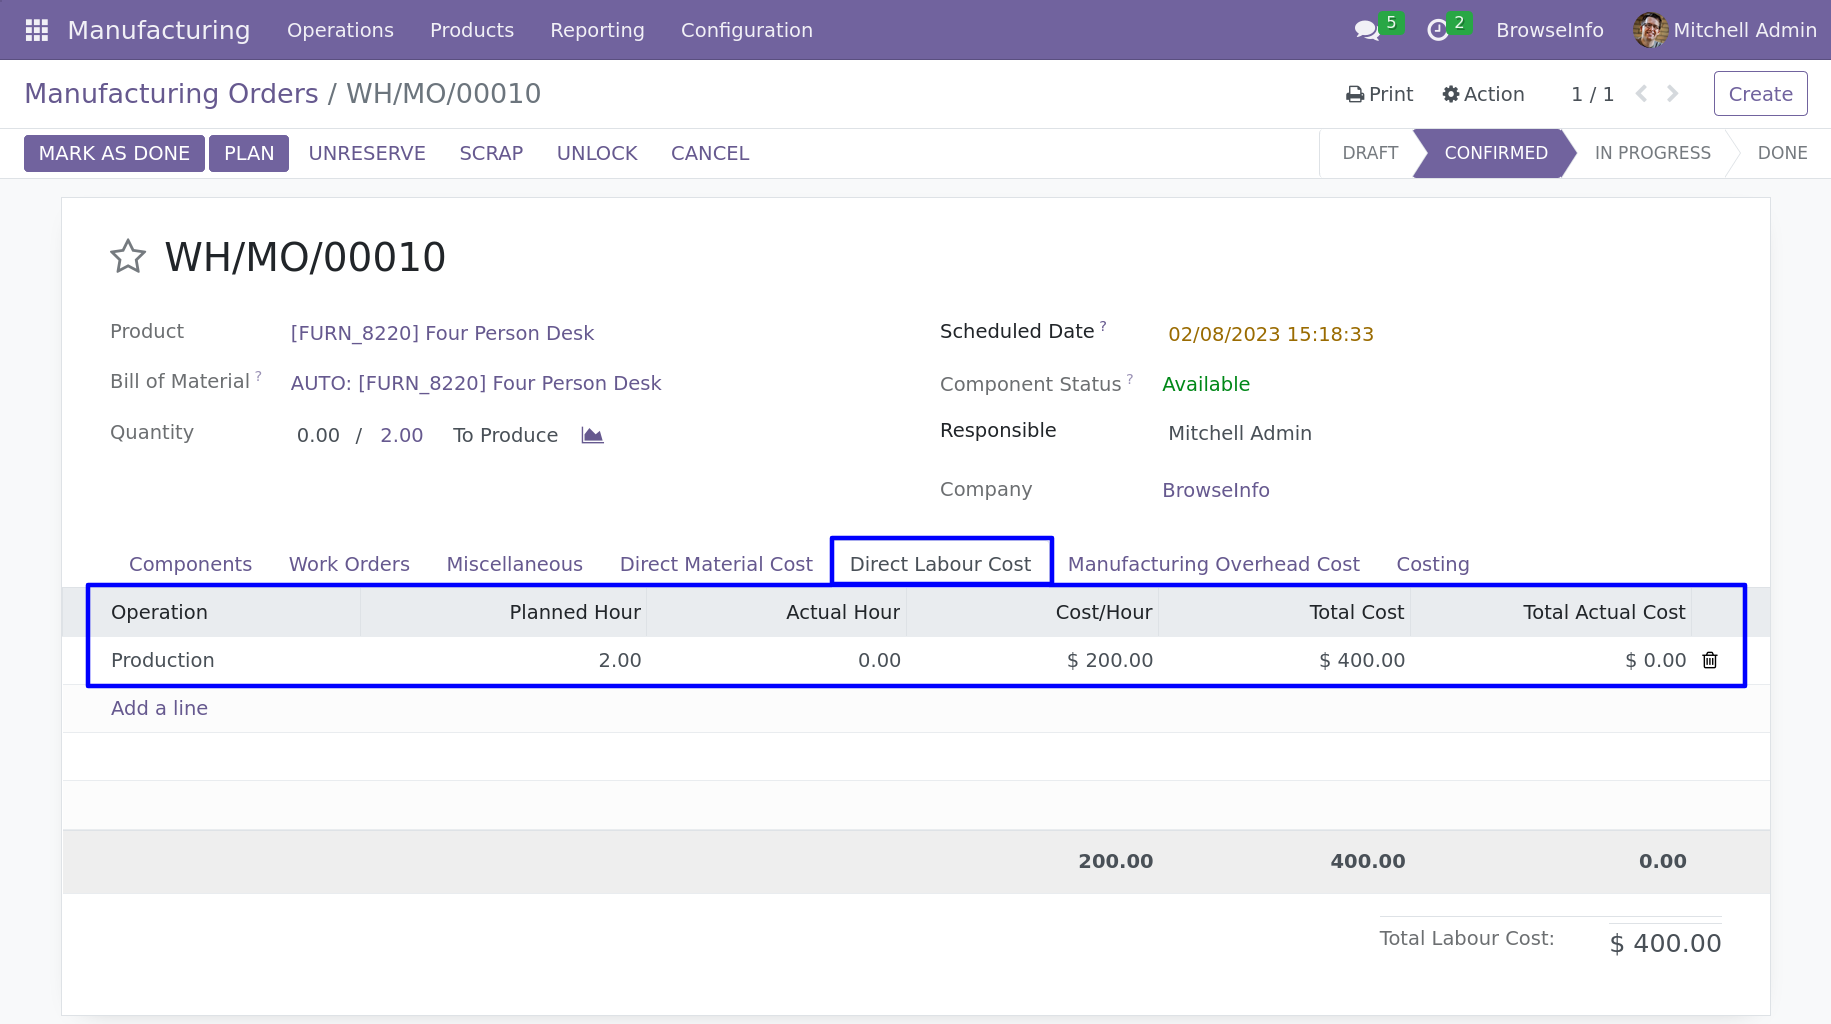 Manufacturing Operations Products Reporting Configuration 5 2 BrowseInfo Mitchell Admin
Manufacturing Orders / WH/MO/00010 Print Action 1 / 1 Create
MARK AS DONE PLAN UNRESERVE SCRAP UNLOCK CANCEL DRAFT CONFIRMED IN PROGRESS DONE
WH/MO/00010
Product [FURN_8220] Four Person Desk Scheduled Date ? 02/08/2023 15:18:33
Bill of Material ? AUTO: [FURN_8220] Four Person Desk Component Status ? Available
Quantity 0.00 / 2.00 To Produce Responsible Mitchell Admin
Company BrowseInfo
Components Work Orders Miscellaneous Direct Material Cost Direct Labour Cost Manufacturing Overhead Cost Costing
Operation Planned Hour Actual Hour Cost/Hour Total Cost Total Actual Cost
Production 2.00 0.00 $ 200.00 $ 400.00 $ 0.00
Add a line
200.00 400.00 0.00
Total Labour Cost: $ 400.00